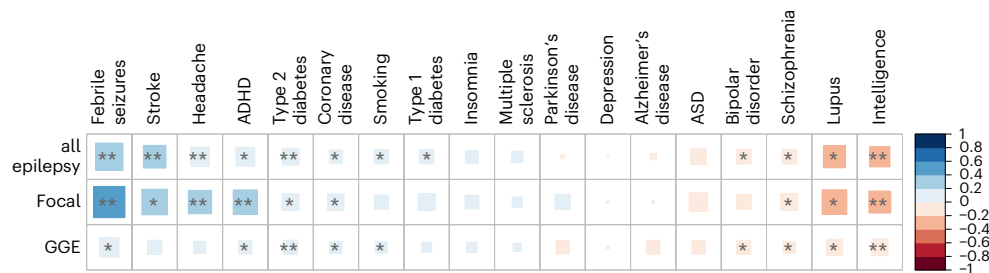 Febrile
seizures
Stroke
Headache
ADHD
Type 2
diabetes
Coronary
disease
Smoking
Type 1
diabetes
Insomnia
Multiple
sclerosis
Parkinson's
disease
Depression
Alzheimer's
disease
ASD
Bipolar
disorder
Schizophrenia
Lupus
Intelligence
all
epilepsy
** ** ** * ** * * * * * * **
Focal
** * ** ** * * * * **
GGE
* * ** * * * * * **
1
0.8
0.6
0.4
0.2
0
−0.2
−0.4
−0.6
−0.8
−1